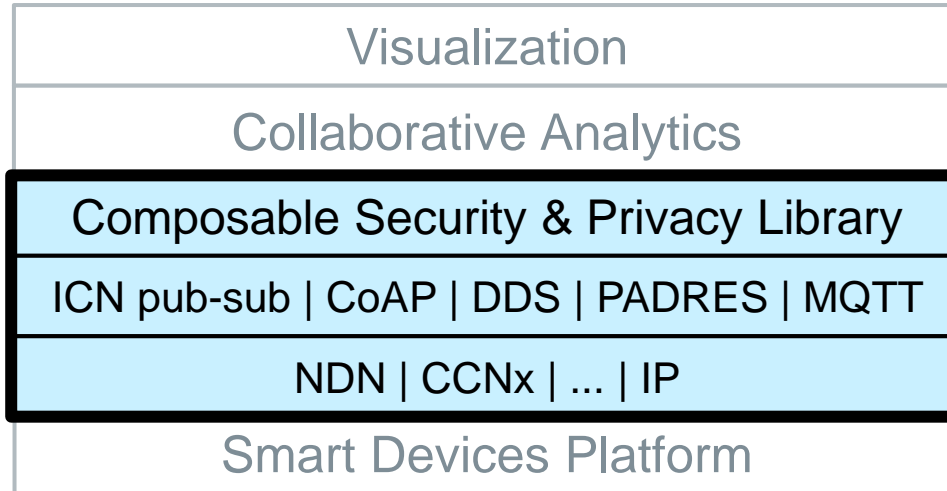 Visualization
Collaborative Analytics
Composable Security & Privacy Library
ICN pub-sub | CoAP | DDS | PADRES | MQTT
NDN | CCNx | ... | IP
Smart Devices Platform